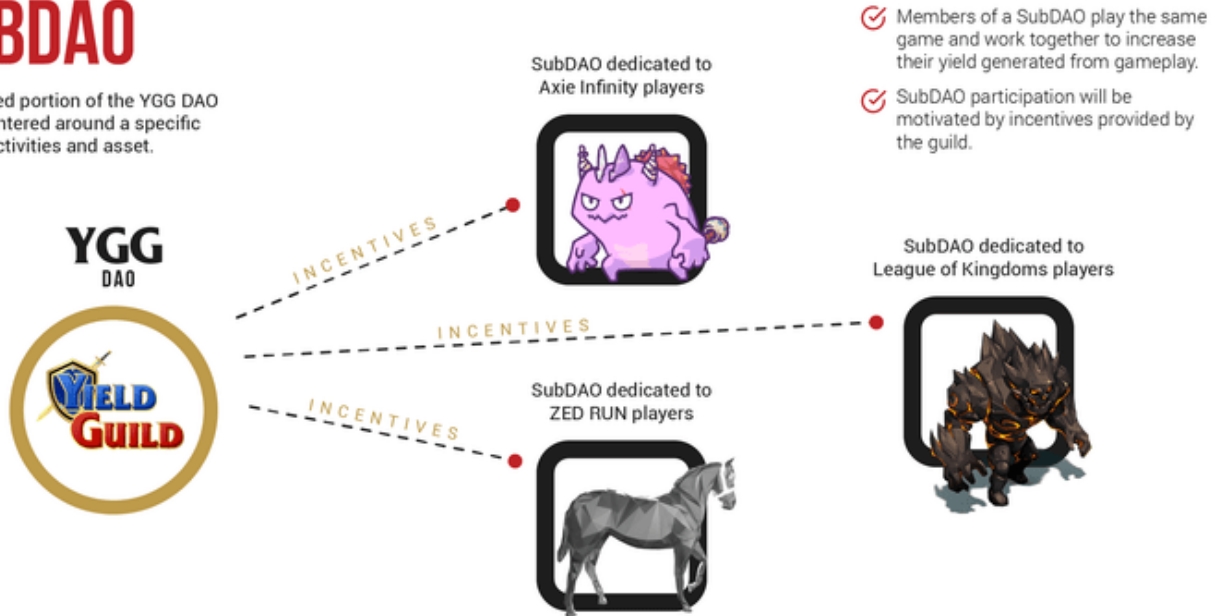 BDAO
ed portion of the YGG DAO
ntered around a specific
ctivities and asset.
Members of a SubDAO play the same
game and work together to increase
their yield generated from gameplay.
SubDAO participation will be
motivated by incentives provided by
the guild.
SubDAO dedicated to
Axie Infinity players
YGG
DAO
YIELD
GUILD
INCENTIVES
INCENTIVES
INCENTIVES
SubDAO dedicated to
League of Kingdoms players
SubDAO dedicated to
ZED RUN players